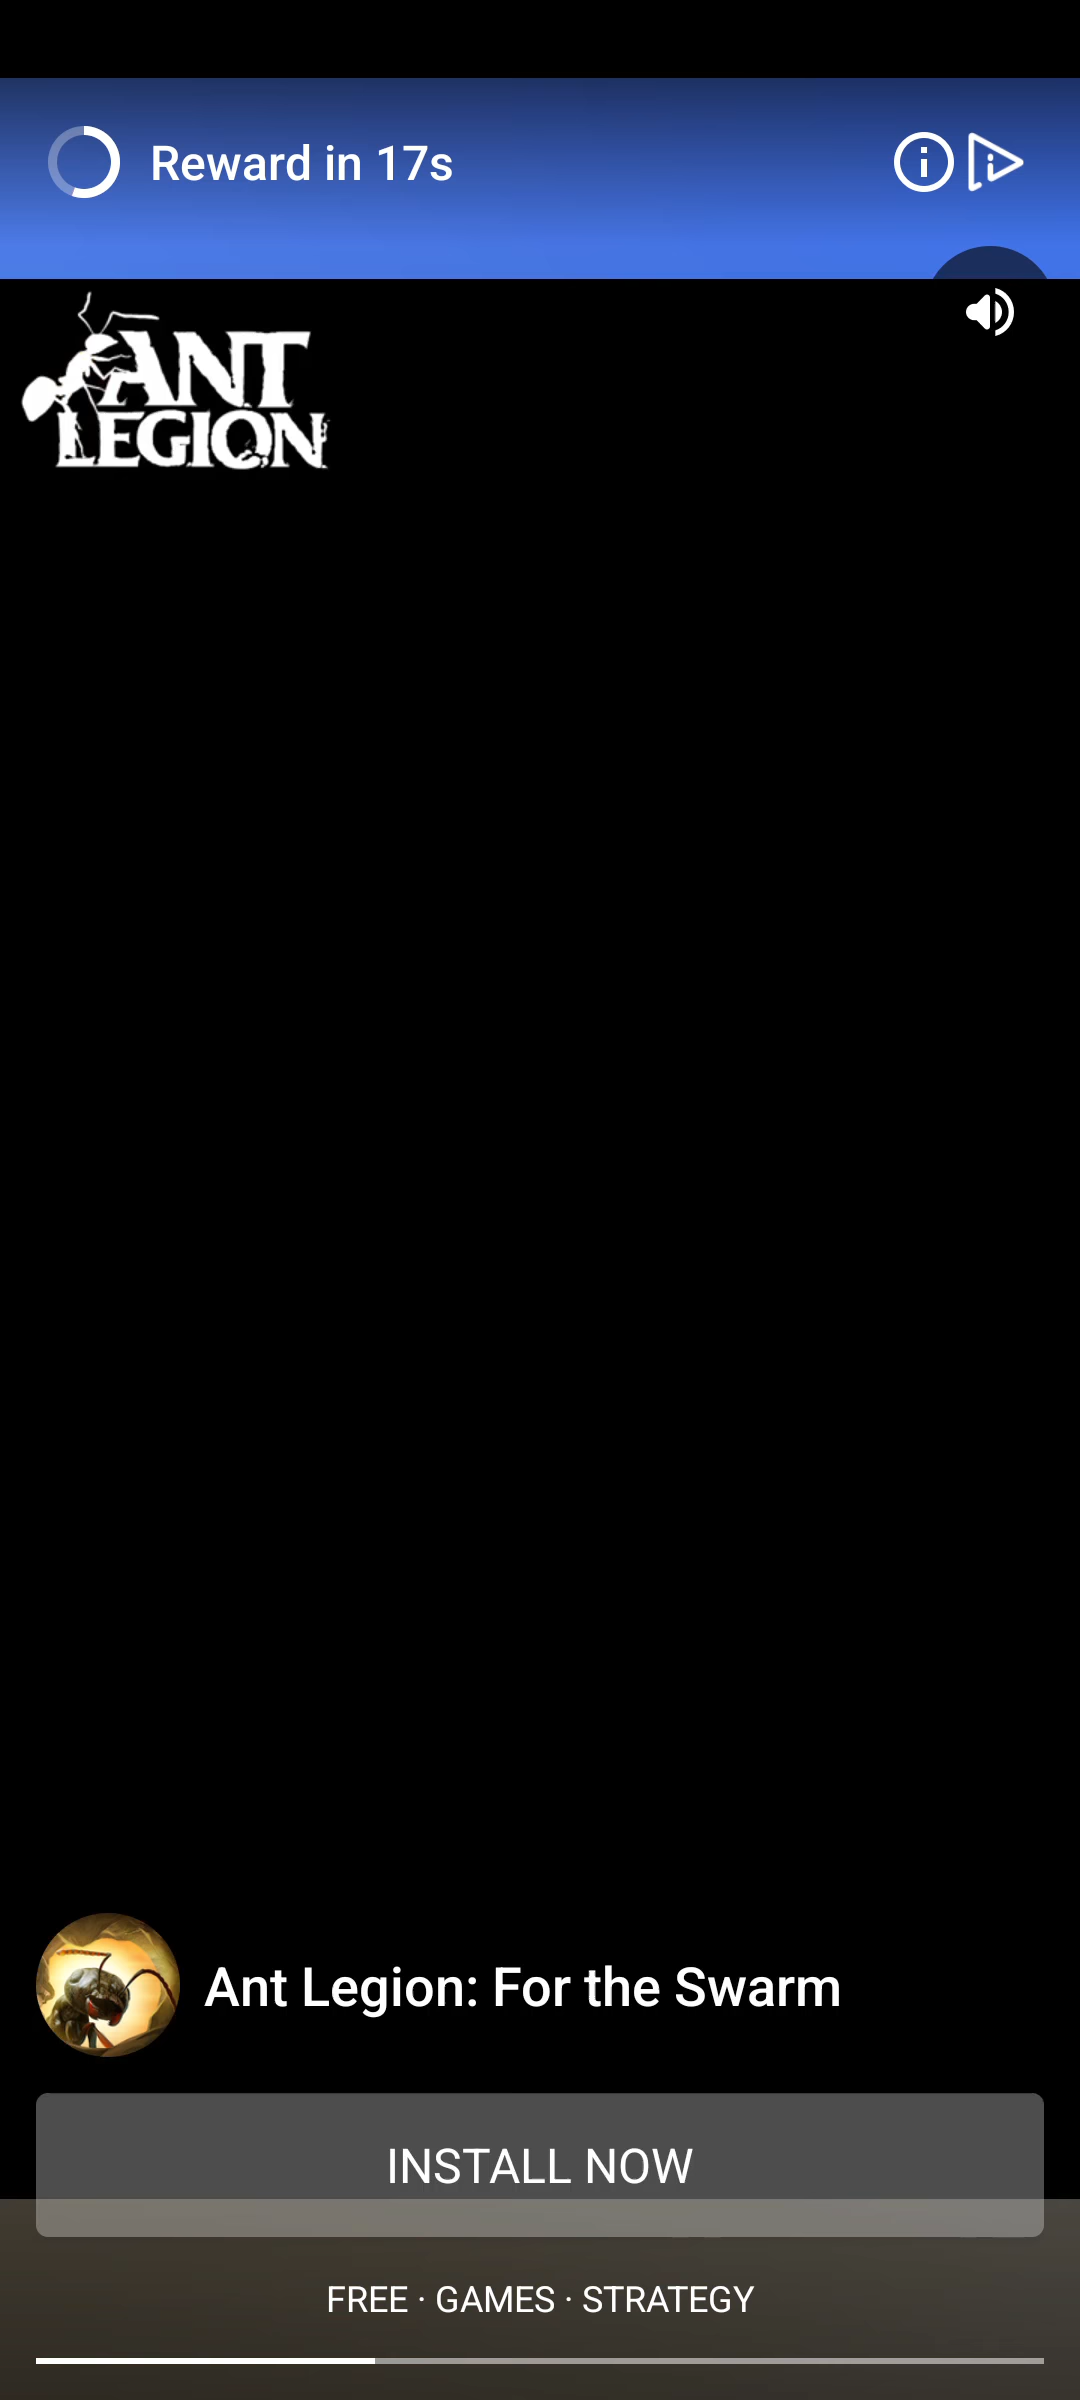 Reward in 17s
ANT
LEGION
Ant Legion: For the Swarm
INSTALL NOW
FREE · GAMES · STRATEGY